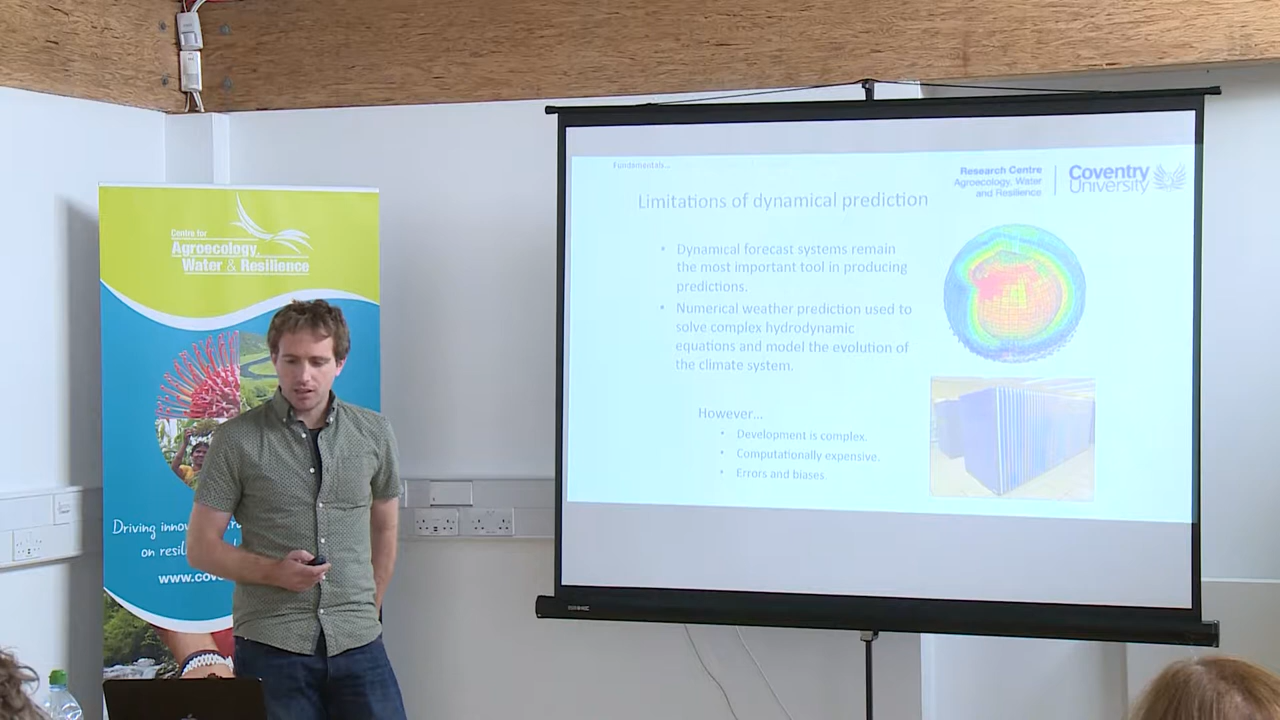 Centre for
Agroecology,
Water & Resilience
Driving inno
on resil
www.cov
Fundamentals...
Research Centre
Agroecology, Water
and Resilience
Coventry
University
Limitations of dynamical prediction
• Dynamical forecast systems remain
the most important tool in producing
predictions.
• Numerical weather prediction used to
solve complex hydrodynamic
equations and model the evolution of
the climate system.
However...
• Development is complex.
• Computationally expensive.
• Errors and biases.